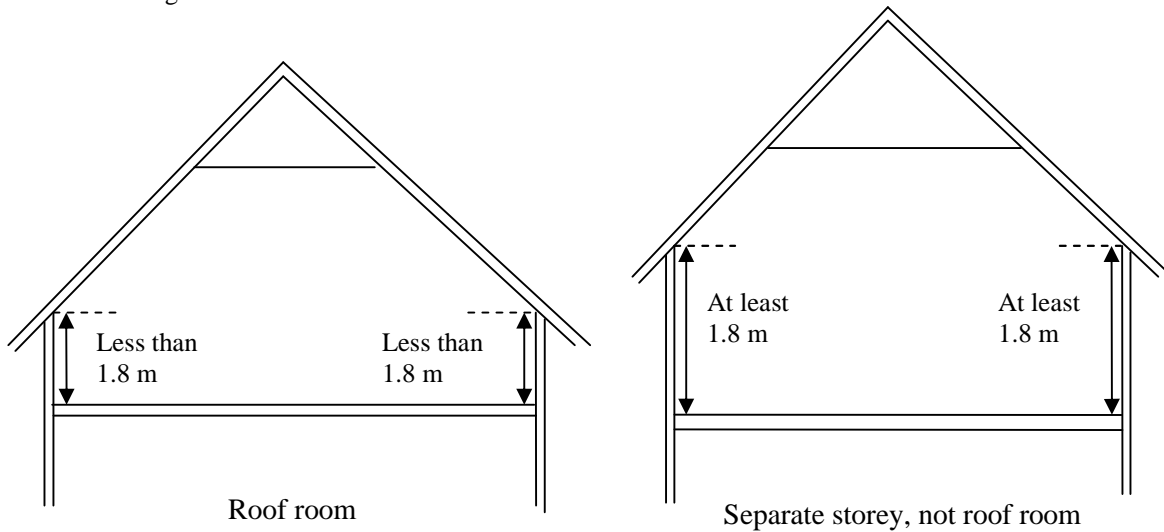 Less than
1.8 m
Less than
1.8 m
Roof room
At least
1.8 m
At least
1.8 m
Separate storey, not roof room